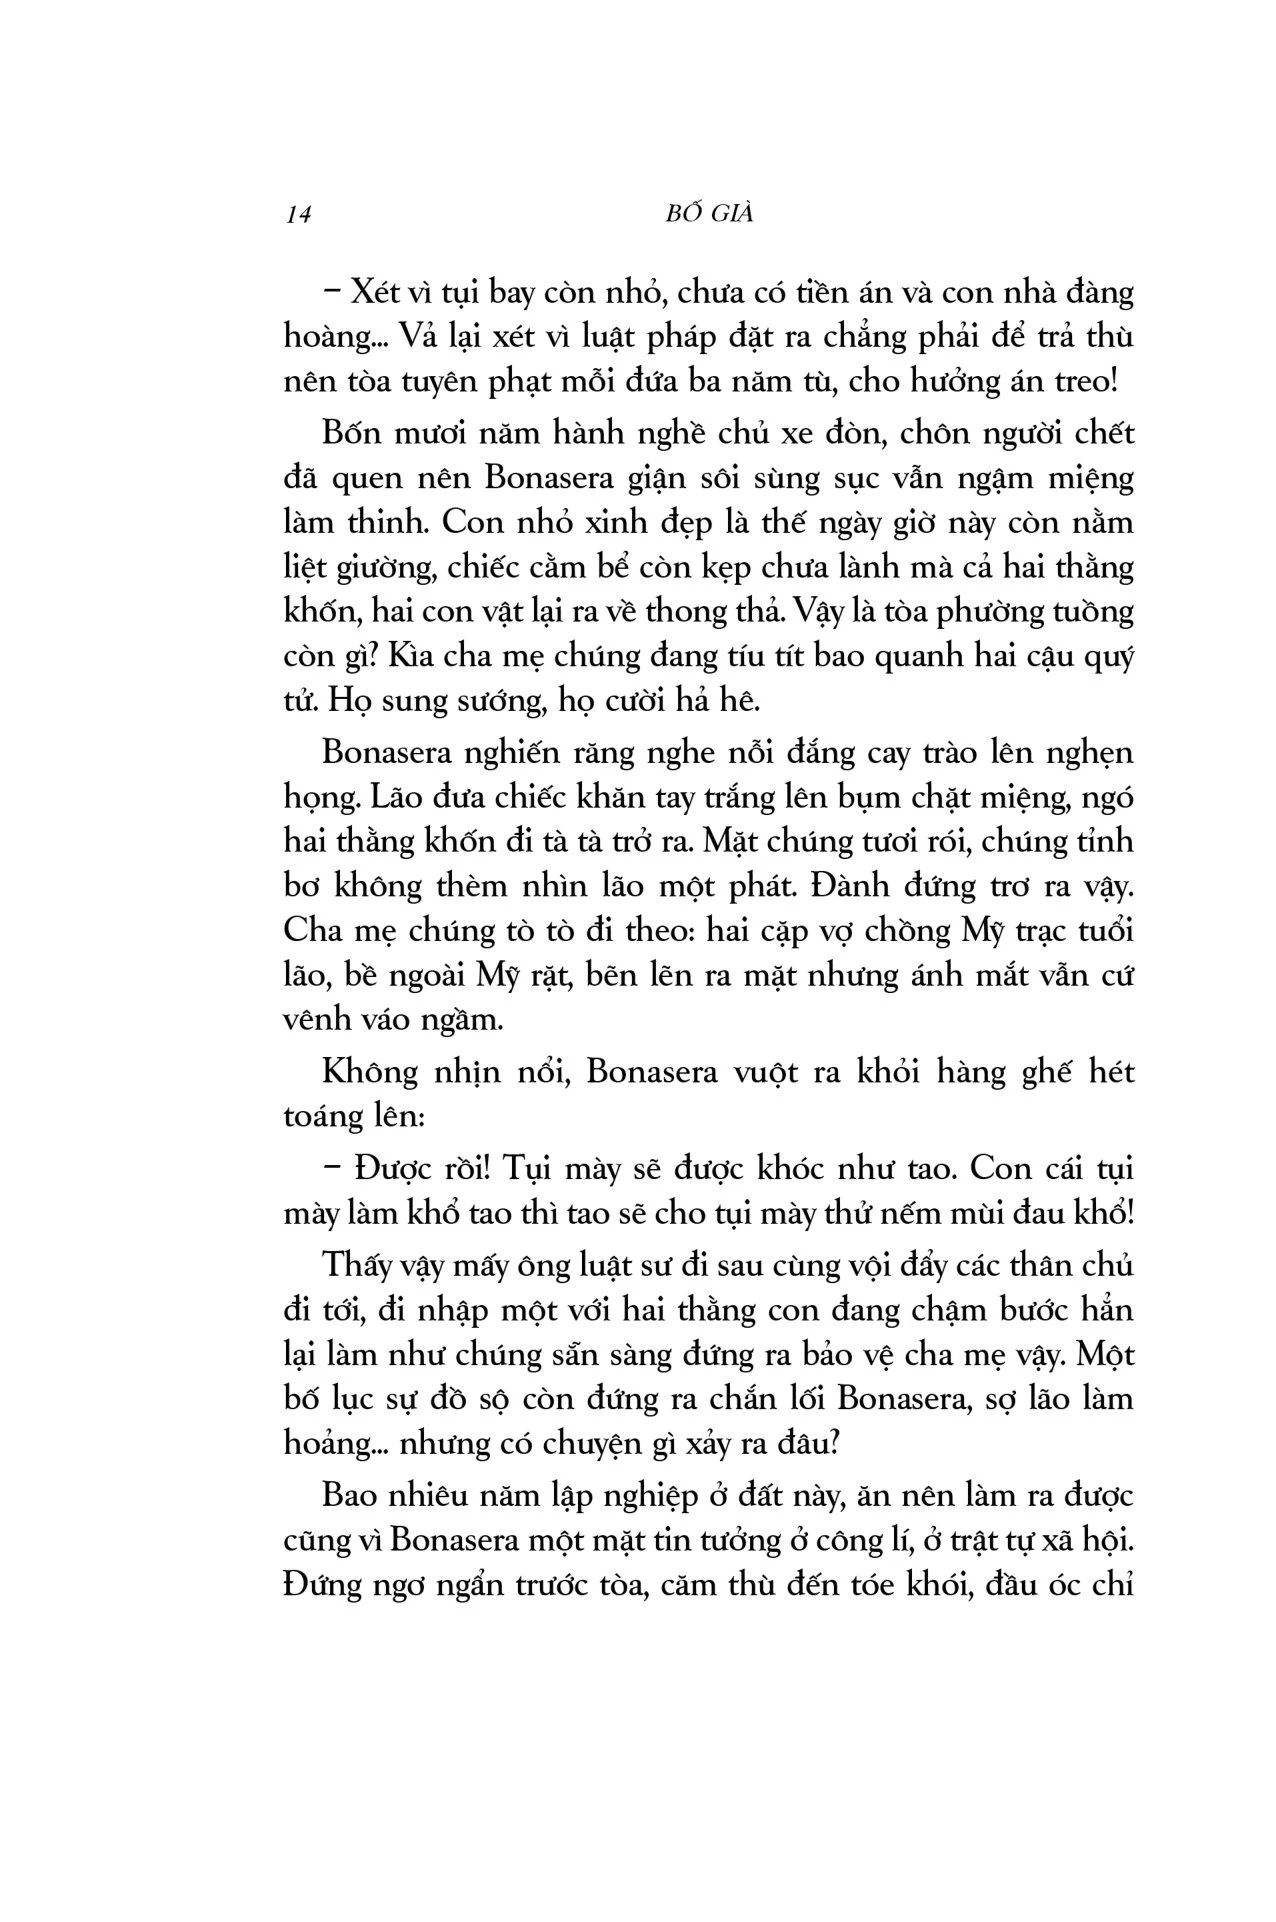 14 BỐ GIÀ
– Xét vì tụi bay còn nhỏ, chưa có tiền án và con nhà đàng
hoàng... Vả lại xét vì luật pháp đặt ra chẳng phải để trả thù
nên tòa tuyên phạt mỗi đứa ba năm tù, cho hưởng án treo!
Bốn mươi năm hành nghề chủ xe đòn, chôn người chết
đã quen nên Bonasera giận sôi sùng sục vẫn ngậm miệng
làm thinh. Con nhỏ xinh đẹp là thế ngày giờ này còn nằm
liệt giường, chiếc cằm bể còn kẹp chưa lành mà cả hai thằng
khốn, hai con vật lại ra về thong thả. Vậy là tòa phường tuồng
còn gì? Kìa cha mẹ chúng đang tíu tít bao quanh hai cậu quý
tử. Họ sung sướng, họ cười hả hê.
Bonasera nghiến răng nghe nỗi đắng cay trào lên nghẹn
họng. Lão đưa chiếc khăn tay trắng lên bụm chặt miệng, ngó
hai thằng khốn đi tà tà trở ra. Mặt chúng tươi rói, chúng tỉnh
bơ không thèm nhìn lão một phát. Đành đứng trơ ra vậy.
Cha mẹ chúng tò tò đi theo: hai cặp vợ chồng Mỹ trạc tuổi
lão, bề ngoài Mỹ rặt, bẽn lẽn ra mặt nhưng ánh mắt vẫn cứ
vênh váo ngầm.
Không nhịn nổi, Bonasera vuột ra khỏi hàng ghế hét
toáng lên:
– Được rồi! Tụi mày sẽ được khóc như tao. Con cái tụi
mày làm khổ tao thì tao sẽ cho tụi mày thử nếm mùi đau khổ!
Thấy vậy mấy ông luật sư đi sau cùng vội đẩy các thân chủ
đi tới, đi nhập một với hai thằng con đang chậm bước hẳn
lại làm như chúng sẵn sàng đứng ra bảo vệ cha mẹ vậy. Một
bố lục sự đồ sộ còn đứng ra chắn lối Bonasera, sợ lão làm
hoảng... nhưng có chuyện gì xảy ra đâu?
Bao nhiêu năm lập nghiệp ở đất này, ăn nên làm ra được
cũng vì Bonasera một mặt tin tưởng ở công lí, ở trật tự xã hội.
Đứng ngơ ngẩn trước tòa, căm thù đến tóe khói, đầu óc chỉ